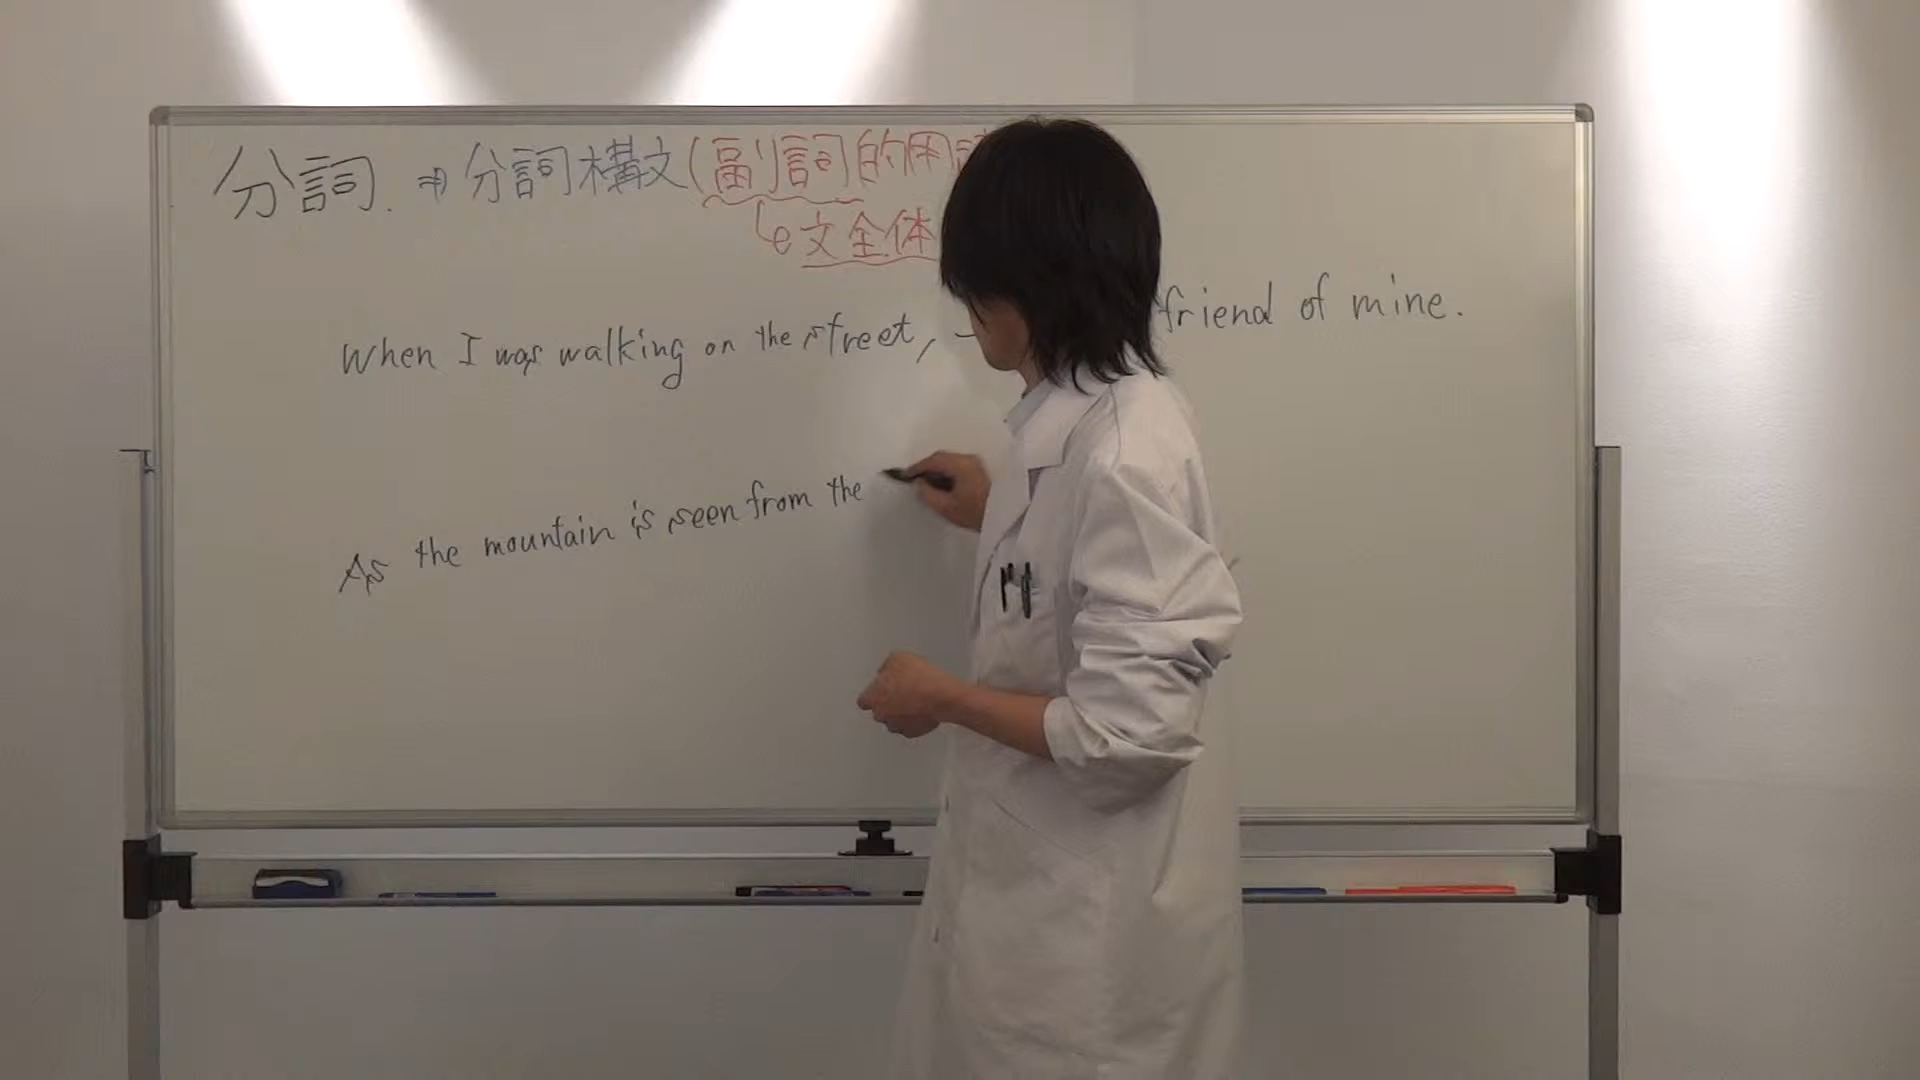 分詞. ⇒ 分詞構文(副詞的用
文全体
When I was walking on the street, friend of mine.
As the mountain is seen from the